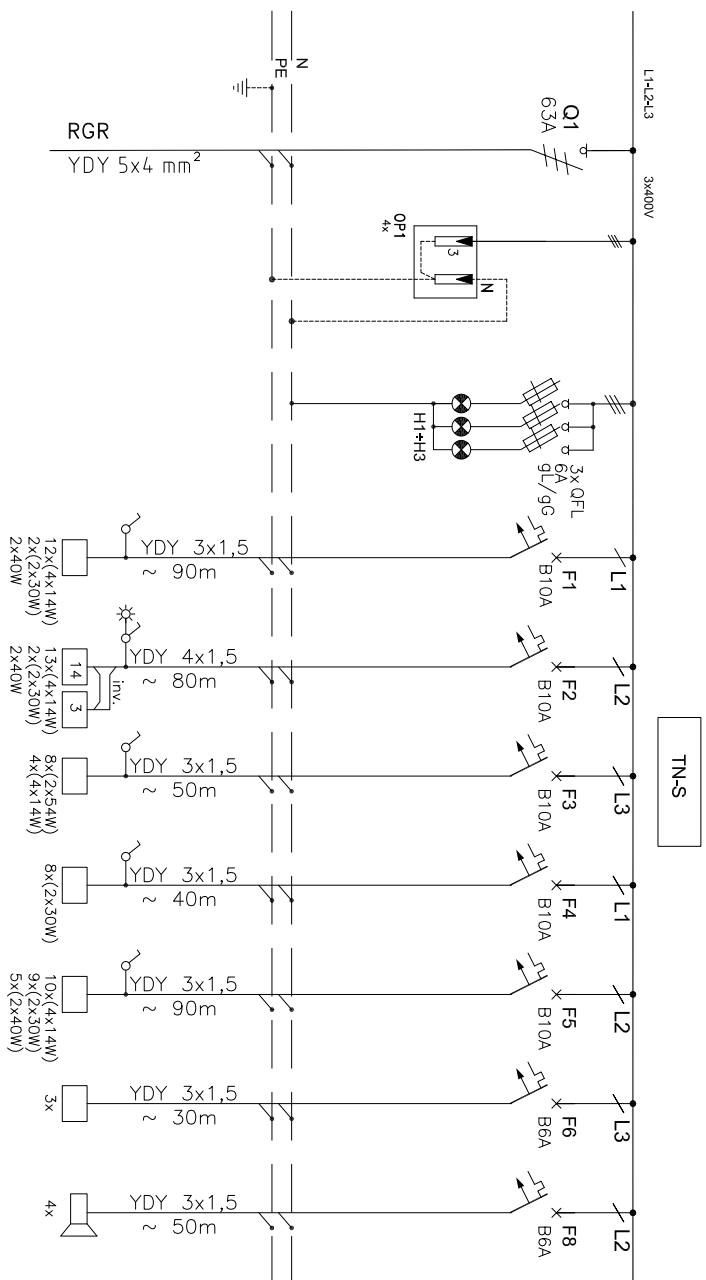 L1-L2-L3
3x400V
Q1
63A
N
PE
RGR
YDY 5x4 mm²
OP1
4x
3
N
H1÷H3
3x QFL
6A
gL/gG
TN-S
L1
F1
B10A
YDY 3x1,5
~ 90m
12x(4x14W)
2x(2x30W)
2x40W
L2
F2
B10A
YDY 4x1,5
~ 80m
inv.
14
3
13x(4x14W)
2x(2x30W)
2x40W
L3
F3
B10A
YDY 3x1,5
~ 50m
8x(2x54W)
4x(4x14W)
L1
F4
B10A
YDY 3x1,5
~ 40m
8x(2x30W)
L2
F5
B10A
YDY 3x1,5
~ 90m
10x(4x14W)
9x(2x30W)
5x(2x40W)
L3
F6
B6A
YDY 3x1,5
~ 30m
3x
L2
F8
B6A
YDY 3x1,5
~ 50m
4x